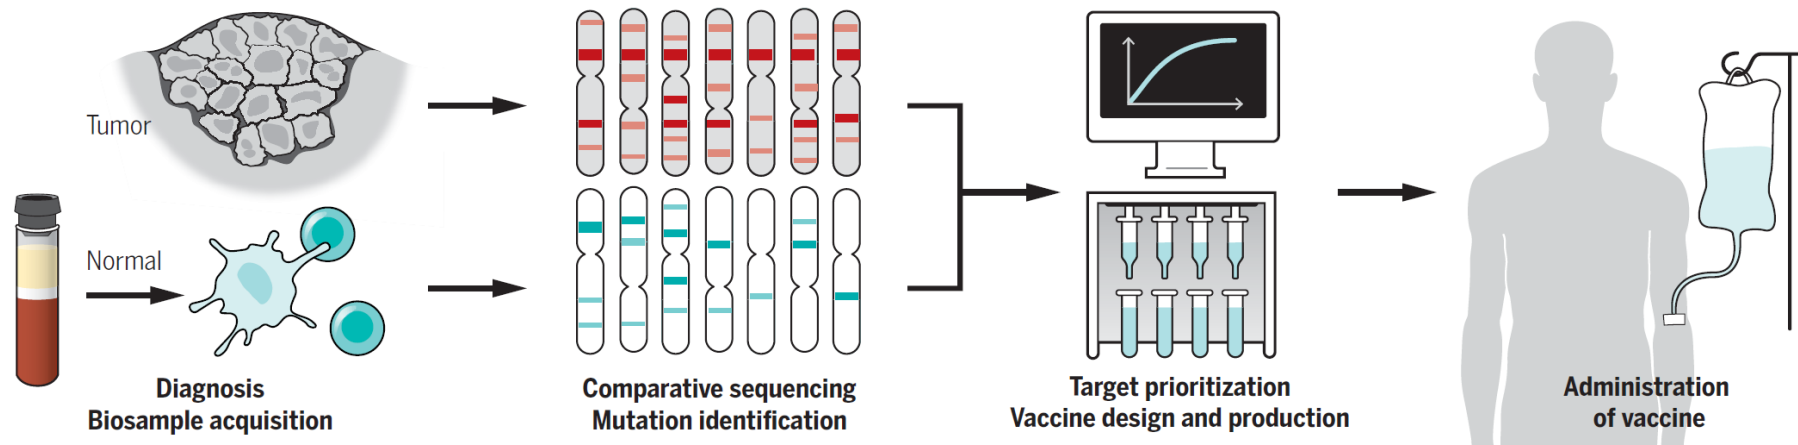 Tumor
Normal
Diagnosis
Biosample acquisition
Comparative sequencing
Mutation identification
Target prioritization
Vaccine design and production
Administration
of vaccine